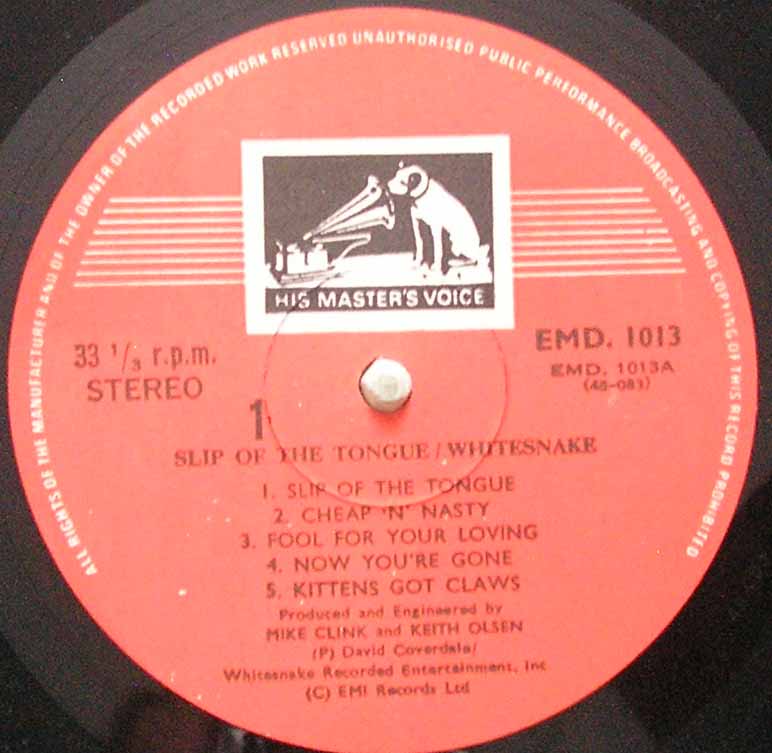 ALL RIGHTS OF THE MANUFACTURER AND OF THE OWNER OF THE RECORDED WORK RESERVED UNAUTHORISED PUBLIC PERFORMANCE BROADCASTING AND COPYING OF THIS RECORD PROHIBITED
HIS MASTER'S VOICE
33 1/3 r.p.m.
STEREO
EMD. 1013
EMD. 1013A
(48-083)
1
SLIP OF THE TONGUE / WHITESNAKE
1. SLIP OF THE TONGUE
2. CHEAP 'N' NASTY
3. FOOL FOR YOUR LOVING
4. NOW YOU'RE GONE
5. KITTENS GOT CLAWS
Produced and Engineered by
MIKE CLINK and KEITH OLSEN
(P) David Coverdale/
Whitesnake Recorded Entertainment, Inc
(C) EMI Records Ltd